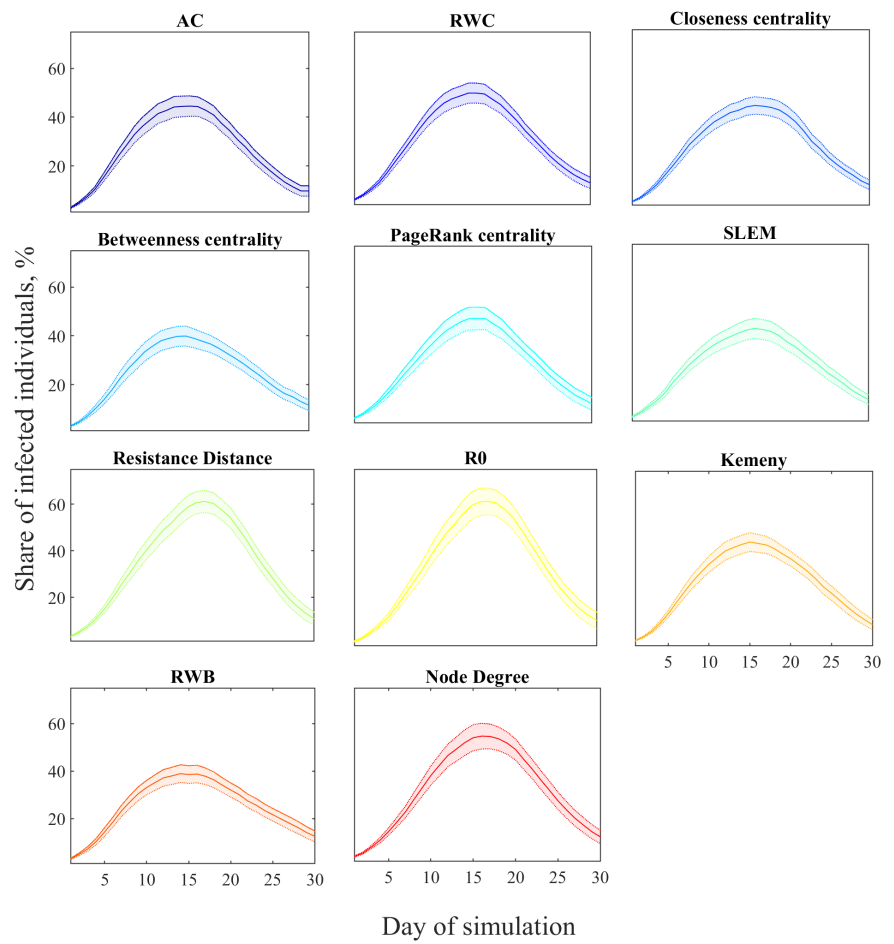 AC
RWC
Closeness centrality
60
40
20
Betweenness centrality
PageRank centrality
SLEM
60
40
20
Share of infected individuals, %
Resistance Distance
R0
Kemeny
60
40
20
5 10 15 20 25 30
RWB
Node Degree
60
40
20
5 10 15 20 25 30
5 10 15 20 25 30
Day of simulation